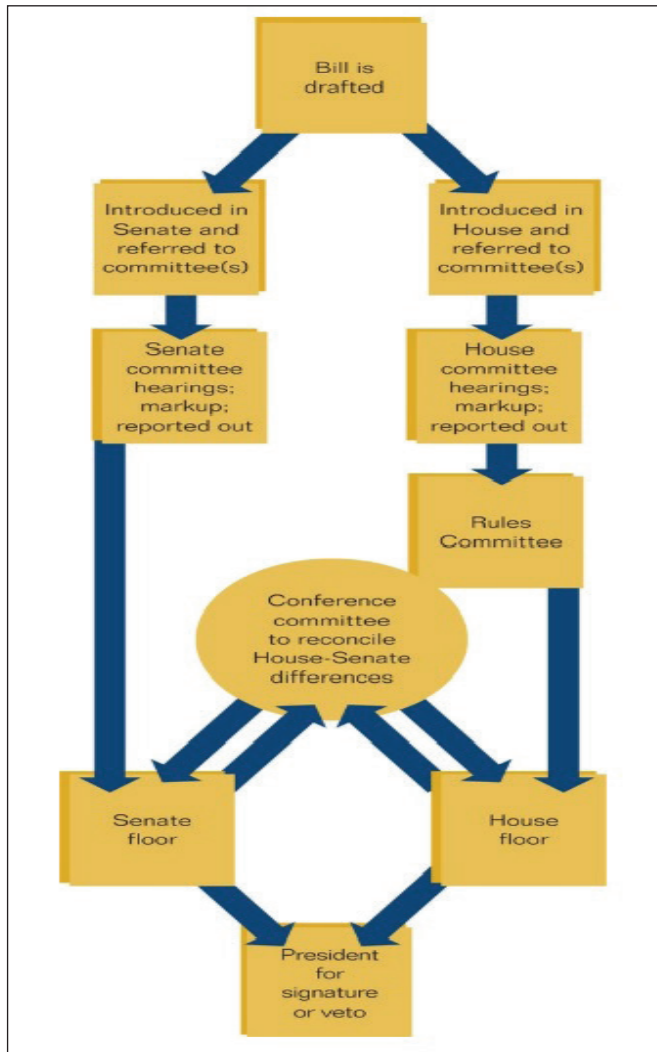 Bill is
drafted
Introduced in
Senate and
referred to
committee(s)
Introduced in
House and
referred to
committee(s)
Senate
committee
hearings;
markup;
reported out
House
committee
hearings;
markup;
reported out
Rules
Committee
Conference
committee
to reconcile
House-Senate
differences
Senate
floor
House
floor
President
for
signature
or veto